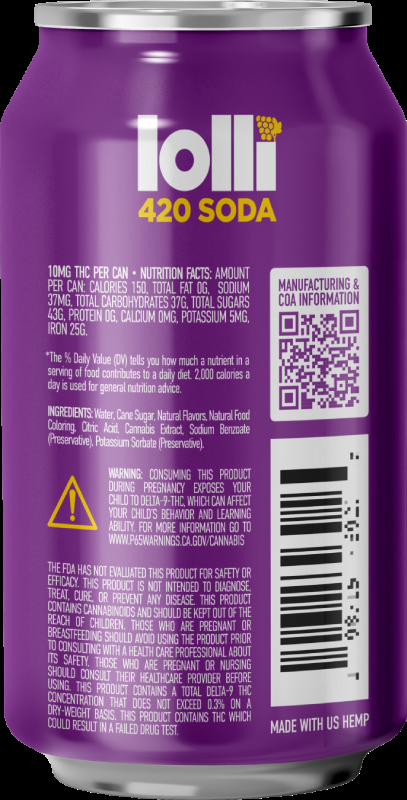 lolli
420 SODA
10MG THC PER CAN • NUTRITION FACTS: AMOUNT
PER CAN: CALORIES 150, TOTAL FAT 0G, SODIUM
37MG, TOTAL CARBOHYDRATES 37G, TOTAL SUGARS
43G, PROTEIN 0G, CALCIUM 0MG, POTASSIUM 5MG,
IRON 25G.
*The % Daily Value (DV) tells you how much a nutrient in a
serving of food contributes to a daily diet. 2,000 calories a
day is used for general nutrition advice.
INGREDIENTS: Water, Cane Sugar, Natural Flavors, Natural Food
Coloring, Citric Acid, Cannabis Extract, Sodium Benzoate
(Preservative), Potassium Sorbate (Preservative).
WARNING: CONSUMING THIS PRODUCT
DURING PREGNANCY EXPOSES YOUR
CHILD TO DELTA-9-THC, WHICH CAN AFFECT
YOUR CHILD'S BEHAVIOR AND LEARNING
ABILITY. FOR MORE INFORMATION GO TO
WWW.P65WARNINGS.CA.GOV/CANNABIS
THE FDA HAS NOT EVALUATED THIS PRODUCT FOR SAFETY OR
EFFICACY. THIS PRODUCT IS NOT INTENDED TO DIAGNOSE,
TREAT, CURE, OR PREVENT ANY DISEASE. THIS PRODUCT
CONTAINS CANNABINOIDS AND SHOULD BE KEPT OUT OF THE
REACH OF CHILDREN. THOSE WHO ARE PREGNANT OR
BREASTFEEDING SHOULD AVOID USING THE PRODUCT PRIOR
TO CONSULTING WITH A HEALTH CARE PROFESSIONAL ABOUT
ITS SAFETY. THOSE WHO ARE PREGNANT OR NURSING
SHOULD CONSULT THEIR HEALTHCARE PROVIDER BEFORE
USING. THIS PRODUCT CONTAINS A TOTAL DELTA-9 THC
CONCENTRATION THAT DOES NOT EXCEED 0.3% ON A
DRY-WEIGHT BASIS. THIS PRODUCT CONTAINS THC WHICH
COULD RESULT IN A FAILED DRUG TEST.
MANUFACTURING &
COA INFORMATION
MADE WITH US HEMP